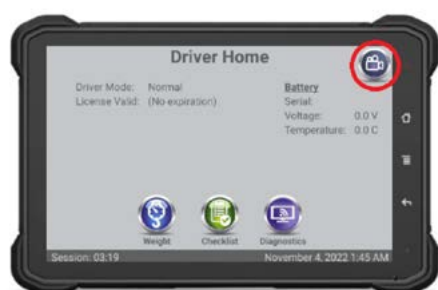 Driver Home
Driver Mode: Normal
License Valid: (No expiration)
Battery
Serial:
Voltage: 0.0 V
Temperature: 0.0 C
Weight
Checklist
Diagnostics
Session: 03:19
November 4, 2022 1:45 AM